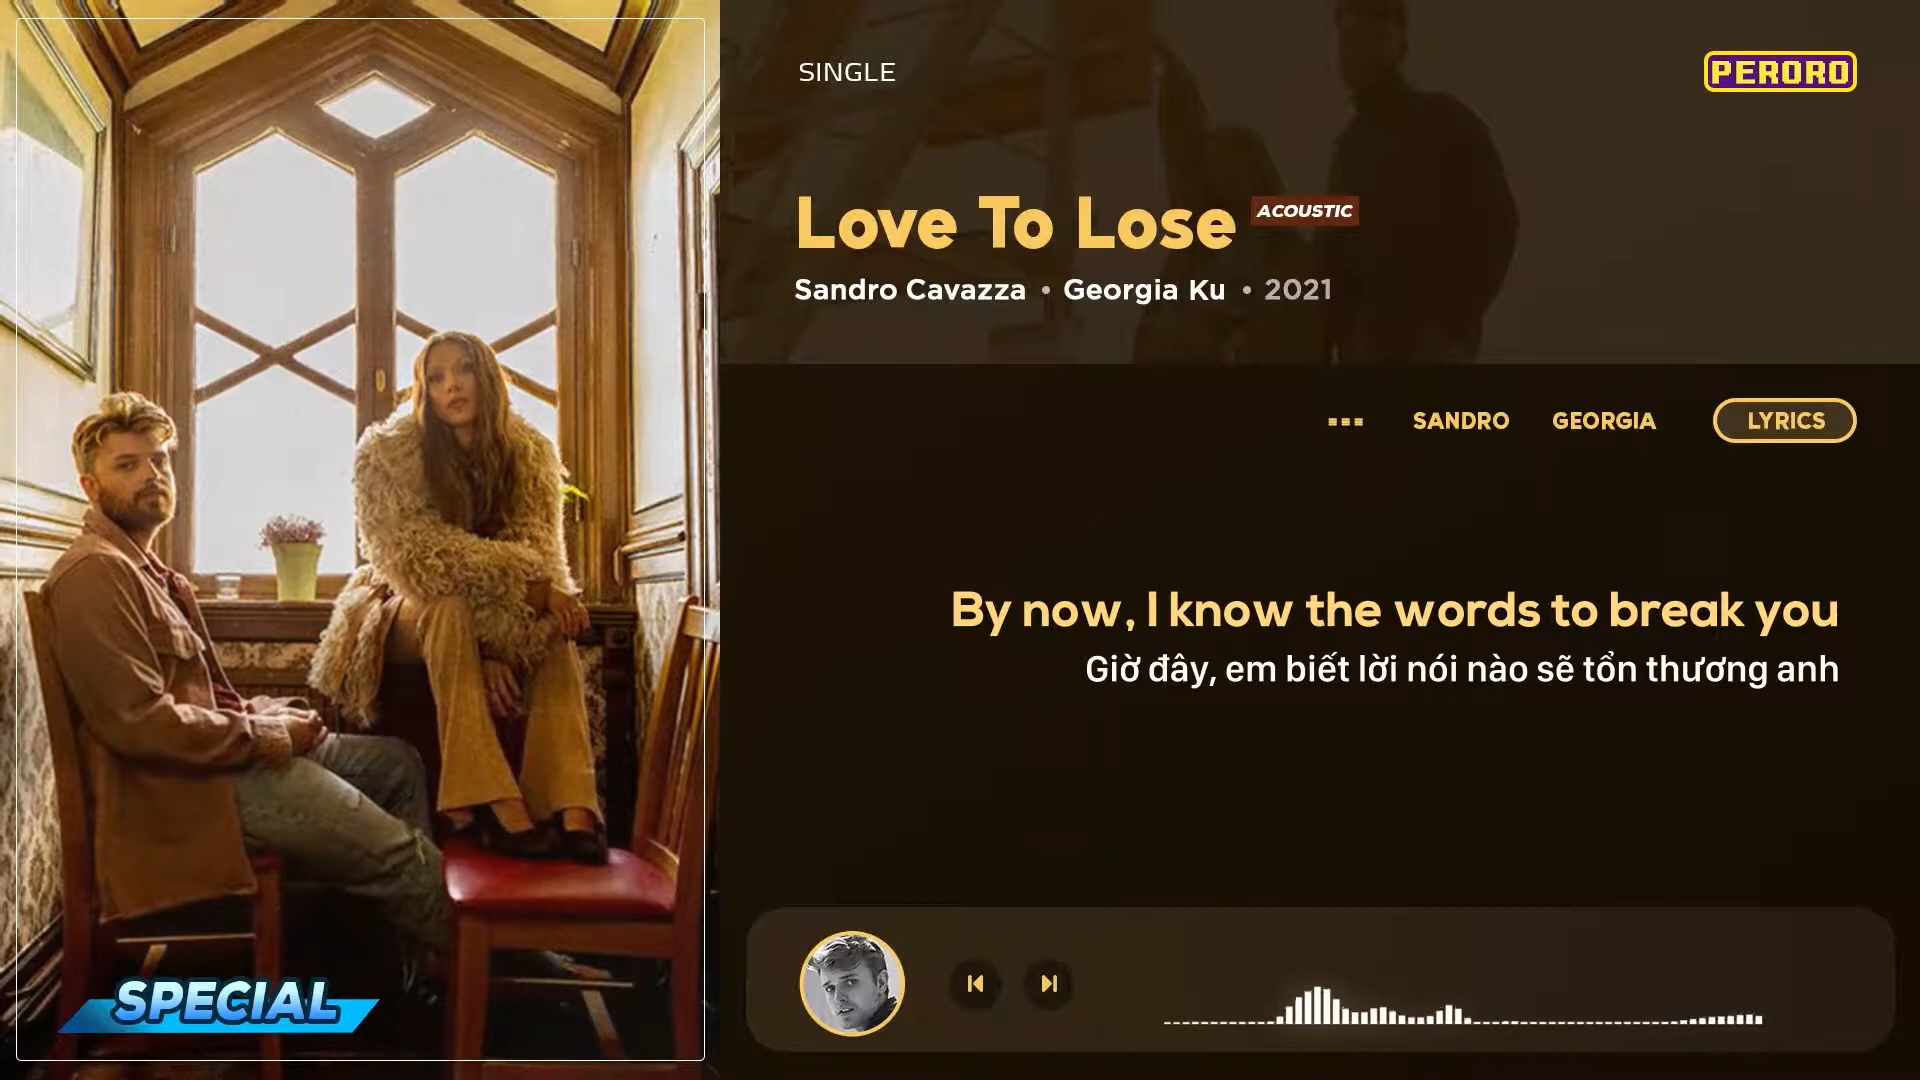 SINGLE
PERORO
Love To Lose ACOUSTIC
Sandro Cavazza • Georgia Ku • 2021
SANDRO GEORGIA LYRICS
By now, I know the words to break you
Giờ đây, em biết lời nói nào sẽ tổn thương anh
SPECIAL